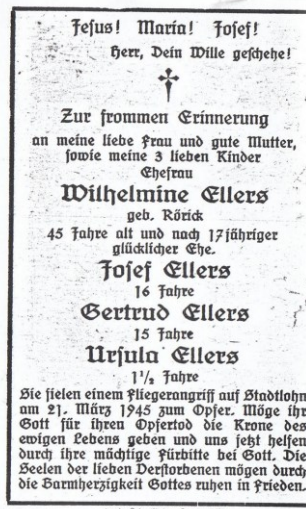 Jesus! Maria! Josef!
Herr, Dein Wille geschehe!
Zur frommen Erinnerung
an meine liebe Frau und gute Mutter,
sowie meine 3 lieben Kinder
Ehefrau
Wilhelmine Ellers
geb. Rörick
45 Jahre alt und nach 17jähriger
glücklicher Ehe.
Josef Ellers
16 Jahre
Gertrud Ellers
15 Jahre
Ursula Ellers
1½ Jahre
Sie fielen einem Fliegerangriff auf Stadtlohn
am 21. März 1945 zum Opfer. Möge ihr
Gott für ihren Opfertod die Krone des
ewigen Lebens geben und uns jetzt helfen
durch ihre mächtige Fürbitte bei Gott. Die
Seelen der lieben Verstorbenen mögen durch
die Barmherzigkeit Gottes ruhen in Frieden.